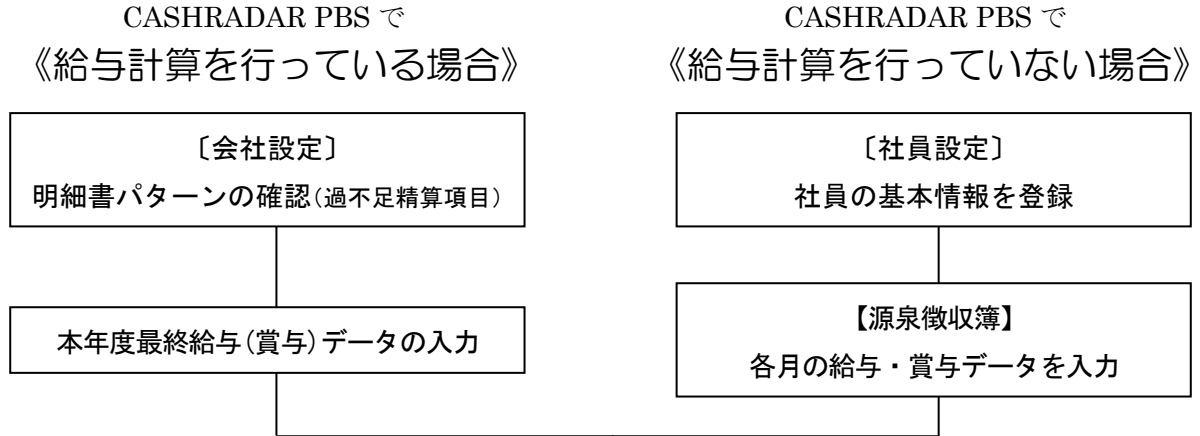 CASHRADAR PBS で
《給与計算を行っている場合》
〔会社設定〕
明細書パターンの確認(過不足精算項目)
本年度最終給与(賞与)データの入力
CASHRADAR PBS で
《給与計算を行っていない場合》
〔社員設定〕
社員の基本情報を登録
【源泉徴収簿】
各月の給与・賞与データを入力